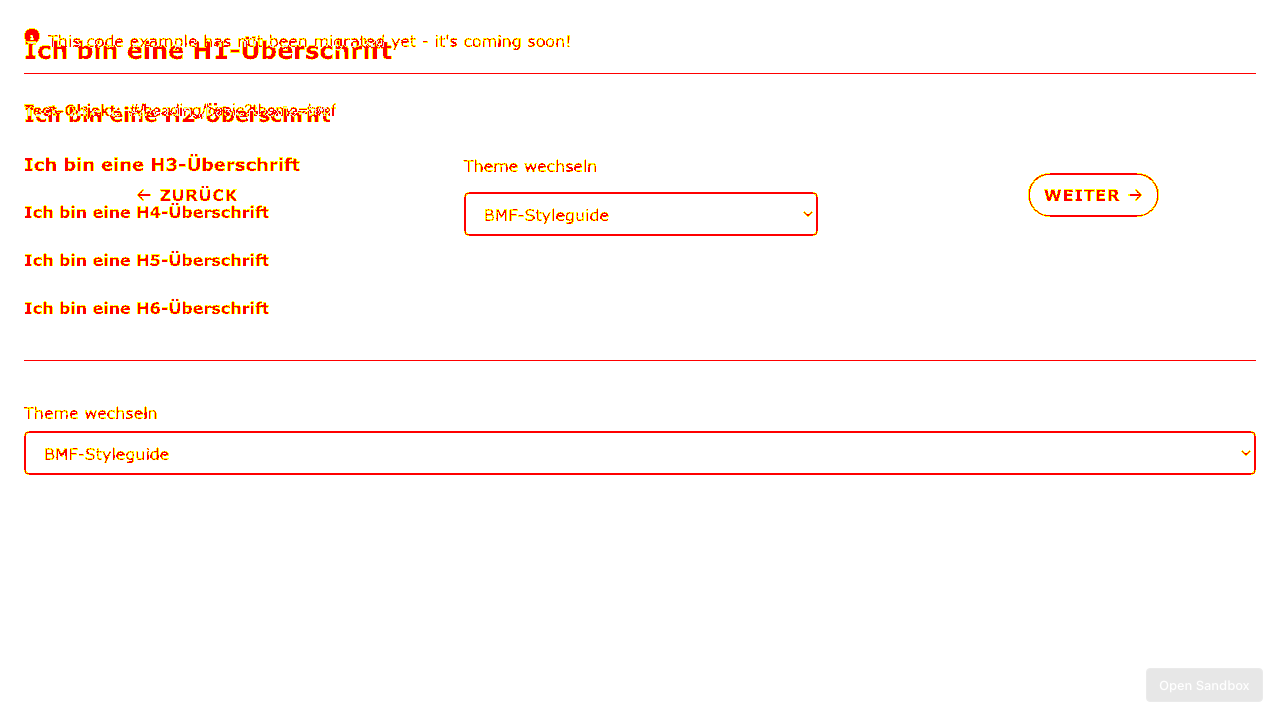 This code example has not been migrated yet - it's coming soon!
Ich bin eine H1-Überschrift
Ich bin eine H2-Überschrift
Ich bin eine H3-Überschrift
Theme wechseln
← ZURÜCK
WEITER →
Ich bin eine H4-Überschrift
BMF-Styleguide
Ich bin eine H5-Überschrift
Ich bin eine H6-Überschrift
Theme wechseln
BMF-Styleguide
Open Sandbox